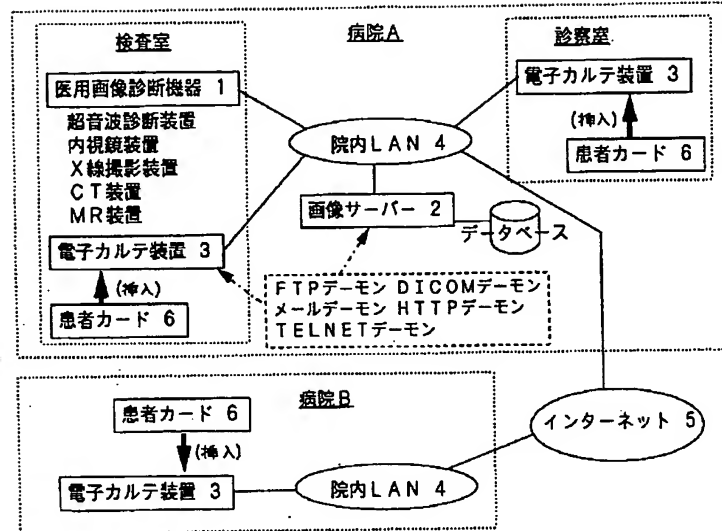 病院A
検査室
医用画像診断機器 1
超音波診断装置
内視鏡装置
X線撮影装置
CT装置
MR装置
電子カルテ装置 3
(挿入)
患者カード 6
診察室
電子カルテ装置 3
(挿入)
患者カード 6
院内LAN 4
画像サーバー 2
データベース
FTPデーモン DICOMデーモン
メールデーモン HTTPデーモン
TELNETデーモン
病院B
患者カード 6
(挿入)
電子カルテ装置 3
院内LAN 4
インターネット 5